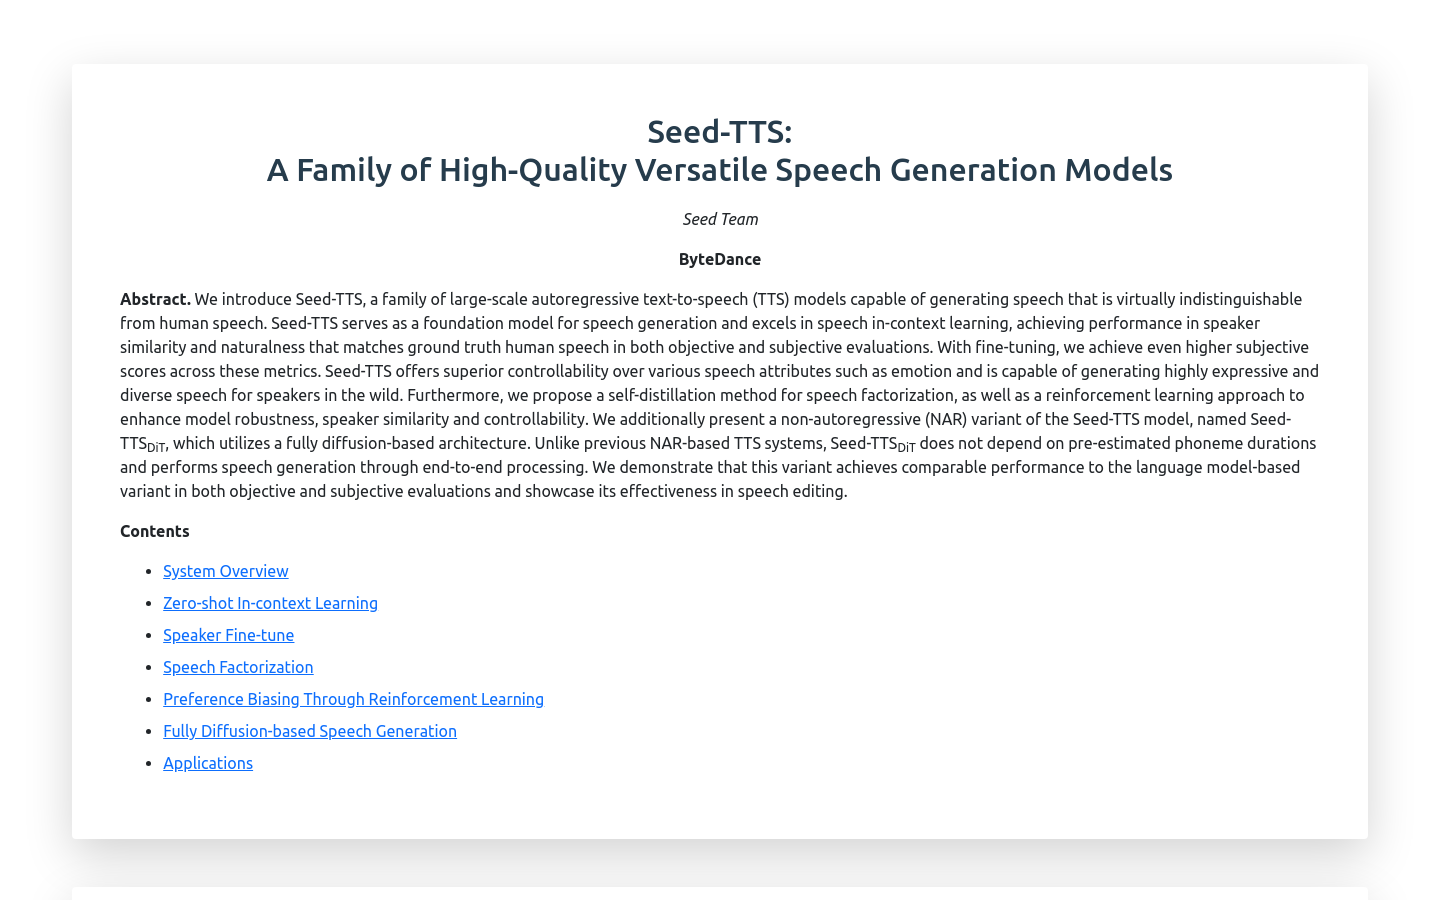 Seed-TTS:
A Family of High-Quality Versatile Speech Generation Models
Seed Team
ByteDance
Abstract. We introduce Seed-TTS, a family of large-scale autoregressive text-to-speech (TTS) models capable of generating speech that is virtually indistinguishable
from human speech. Seed-TTS serves as a foundation model for speech generation and excels in speech in-context learning, achieving performance in speaker
similarity and naturalness that matches ground truth human speech in both objective and subjective evaluations. With fine-tuning, we achieve even higher subjective
scores across these metrics. Seed-TTS offers superior controllability over various speech attributes such as emotion and is capable of generating highly expressive and
diverse speech for speakers in the wild. Furthermore, we propose a self-distillation method for speech factorization, as well as a reinforcement learning approach to
enhance model robustness, speaker similarity and controllability. We additionally present a non-autoregressive (NAR) variant of the Seed-TTS model, named Seed-
TTSDiT, which utilizes a fully diffusion-based architecture. Unlike previous NAR-based TTS systems, Seed-TTSDiT does not depend on pre-estimated phoneme durations
and performs speech generation through end-to-end processing. We demonstrate that this variant achieves comparable performance to the language model-based
variant in both objective and subjective evaluations and showcase its effectiveness in speech editing.
Contents
• System Overview
• Zero-shot In-context Learning
• Speaker Fine-tune
• Speech Factorization
• Preference Biasing Through Reinforcement Learning
• Fully Diffusion-based Speech Generation
• Applications